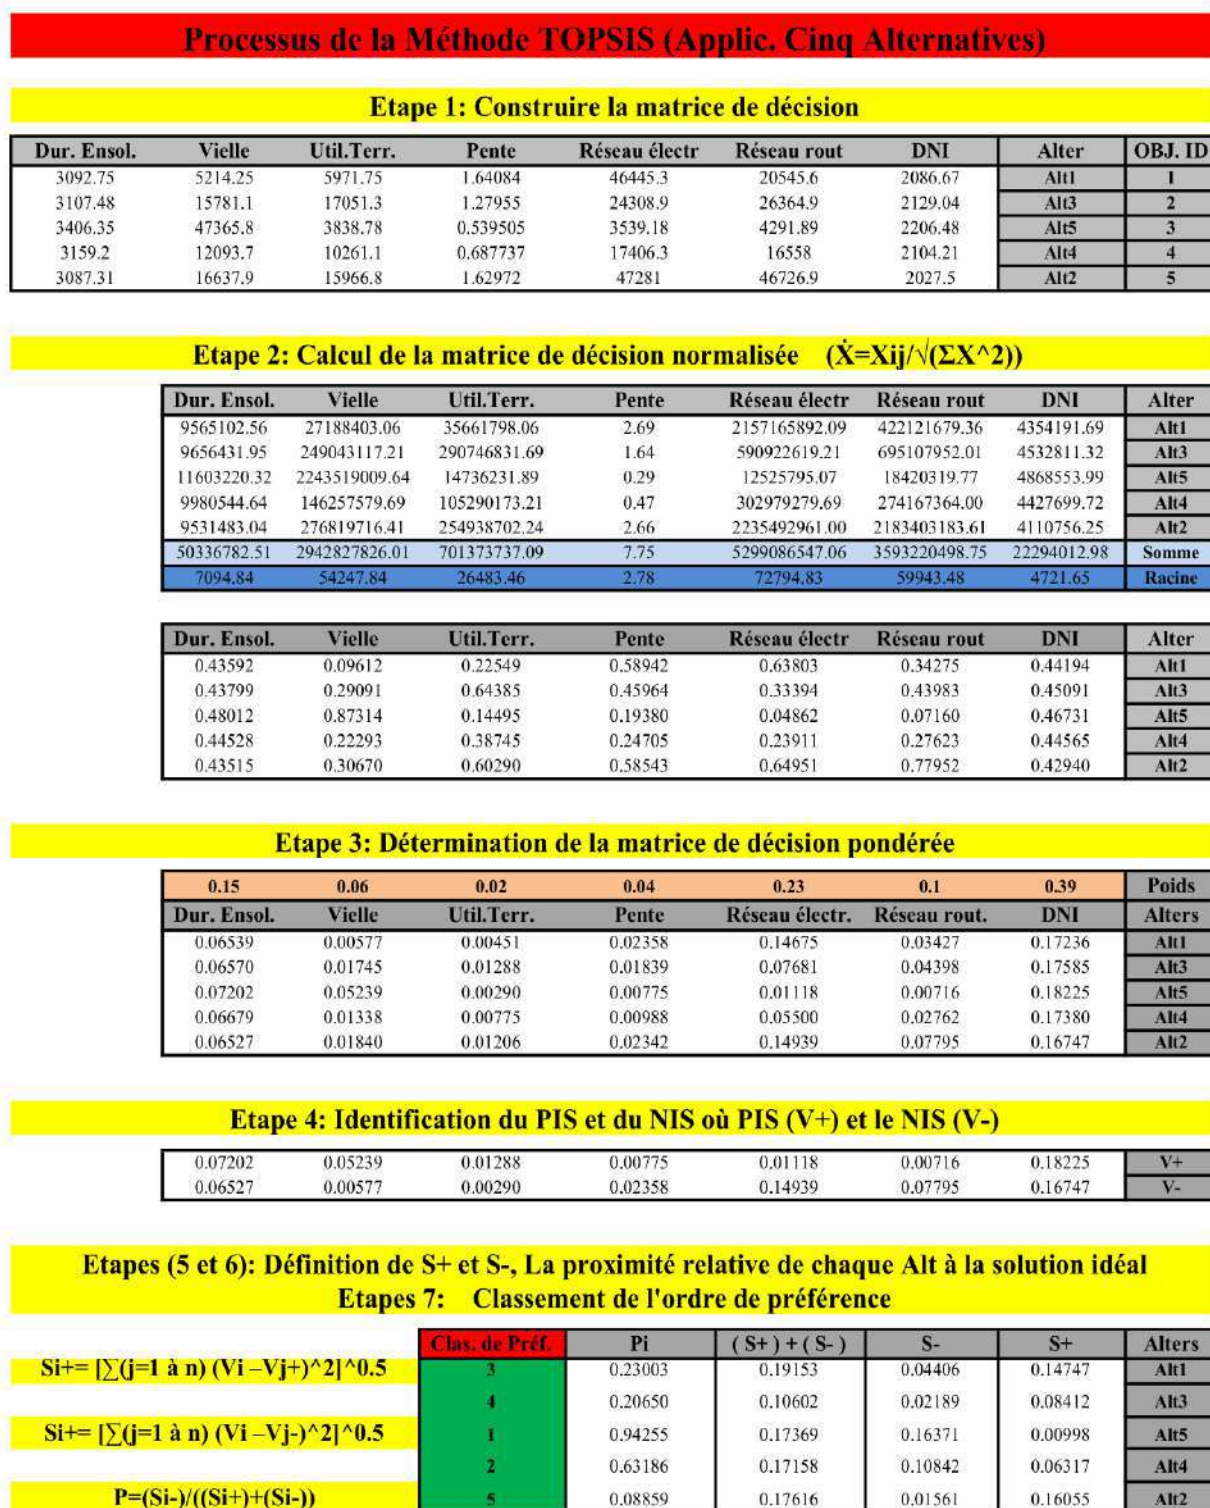 Processus de la Méthode TOPSIS (Applic. Cinq Alternatives)
Etape 1: Construire la matrice de décision
Dur. Ensol. Vielle Util.Terr. Pente Réseau électr Réseau rout DNI Alter OBJ. ID
3092.75 5214.25 5971.75 1.64084 46445.3 20545.6 2086.67 Alt1 1
3107.48 15781.1 17051.3 1.27955 24308.9 26364.9 2129.04 Alt3 2
3406.35 47365.8 3838.78 0.539505 3539.18 4291.89 2206.48 Alt5 3
3159.2 12093.7 10261.1 0.687737 17406.3 16558 2104.21 Alt4 4
3087.31 16637.9 15966.8 1.62972 47281 46726.9 2027.5 Alt2 5
Etape 2: Calcul de la matrice de décision normalisée (Ẋ=Xij/√(ΣX^2))
Dur. Ensol. Vielle Util.Terr. Pente Réseau électr Réseau rout DNI Alter
9565102.56 27188403.06 35661798.06 2.69 2157165892.09 422121679.36 4354191.69 Alt1
9656431.95 249043117.21 290746831.69 1.64 590922619.21 695107952.01 4532811.32 Alt3
11603220.32 2243519009.64 14736231.89 0.29 12525795.07 18420319.77 4868553.99 Alt5
9980544.64 146257579.69 105290173.21 0.47 302979279.69 274167364.00 4427699.72 Alt4
9531483.04 276819716.41 254938702.24 2.66 2235492961.00 2183403183.61 4110756.25 Alt2
50336782.51 2942827826.01 701373737.09 7.75 5299086547.06 3593220498.75 22294012.98 Somme
7094.84 54247.84 26483.46 2.78 72794.83 59943.48 4721.65 Racine
Dur. Ensol. Vielle Util.Terr. Pente Réseau électr Réseau rout DNI Alter
0.43592 0.09612 0.22549 0.58942 0.63803 0.34275 0.44194 Alt1
0.43799 0.29091 0.64385 0.45964 0.33394 0.43983 0.45091 Alt3
0.48012 0.87314 0.14495 0.19380 0.04862 0.07160 0.46731 Alt5
0.44528 0.22293 0.38745 0.24705 0.23911 0.27623 0.44565 Alt4
0.43515 0.30670 0.60290 0.58543 0.64951 0.77952 0.42940 Alt2
Etape 3: Détermination de la matrice de décision pondérée
0.15 0.06 0.02 0.04 0.23 0.1 0.39 Poids
Dur. Ensol. Vielle Util.Terr. Pente Réseau électr. Réseau rout. DNI Alters
0.06539 0.00577 0.00451 0.02358 0.14675 0.03427 0.17236 Alt1
0.06570 0.01745 0.01288 0.01839 0.07681 0.04398 0.17585 Alt3
0.07202 0.05239 0.00290 0.00775 0.01118 0.00716 0.18225 Alt5
0.06679 0.01338 0.00775 0.00988 0.05500 0.02762 0.17380 Alt4
0.06527 0.01840 0.01206 0.02342 0.14939 0.07795 0.16747 Alt2
Etape 4: Identification du PIS et du NIS où PIS (V+) et le NIS (V-)
0.07202 0.05239 0.01288 0.00775 0.01118 0.00716 0.18225 V+
0.06527 0.00577 0.00290 0.02358 0.14939 0.07795 0.16747 V-
Etapes (5 et 6): Définition de S+ et S-, La proximité relative de chaque Alt à la solution idéal
Etapes 7: Classement de l'ordre de préférence
Clas. de Préf. Pi ( S+ ) + ( S- ) S- S+ Alters
Si+= [∑(j=1 à n) (Vi –Vj+)^2]^0.5 3 0.23003 0.19153 0.04406 0.14747 Alt1
4 0.20650 0.10602 0.02189 0.08412 Alt3
Si+= [∑(j=1 à n) (Vi –Vj-)^2]^0.5 1 0.94255 0.17369 0.16371 0.00998 Alt5
2 0.63186 0.17158 0.10842 0.06317 Alt4
P=(Si-)/((Si+)+(Si-)) 5 0.08859 0.17616 0.01561 0.16055 Alt2